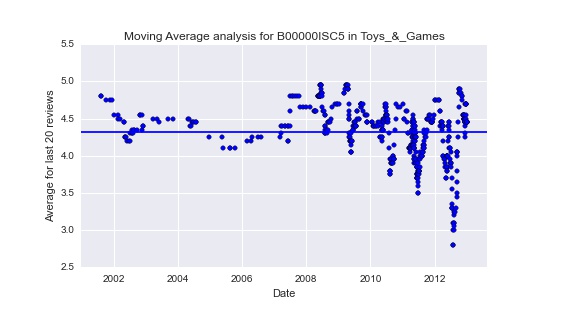 Moving Average analysis for B00000ISC5 in Toys_&_Games
5.5
5.0
4.5
4.0
3.5
3.0
2.5
Average for last 20 reviews
2002 2004 2006 2008 2010 2012
Date